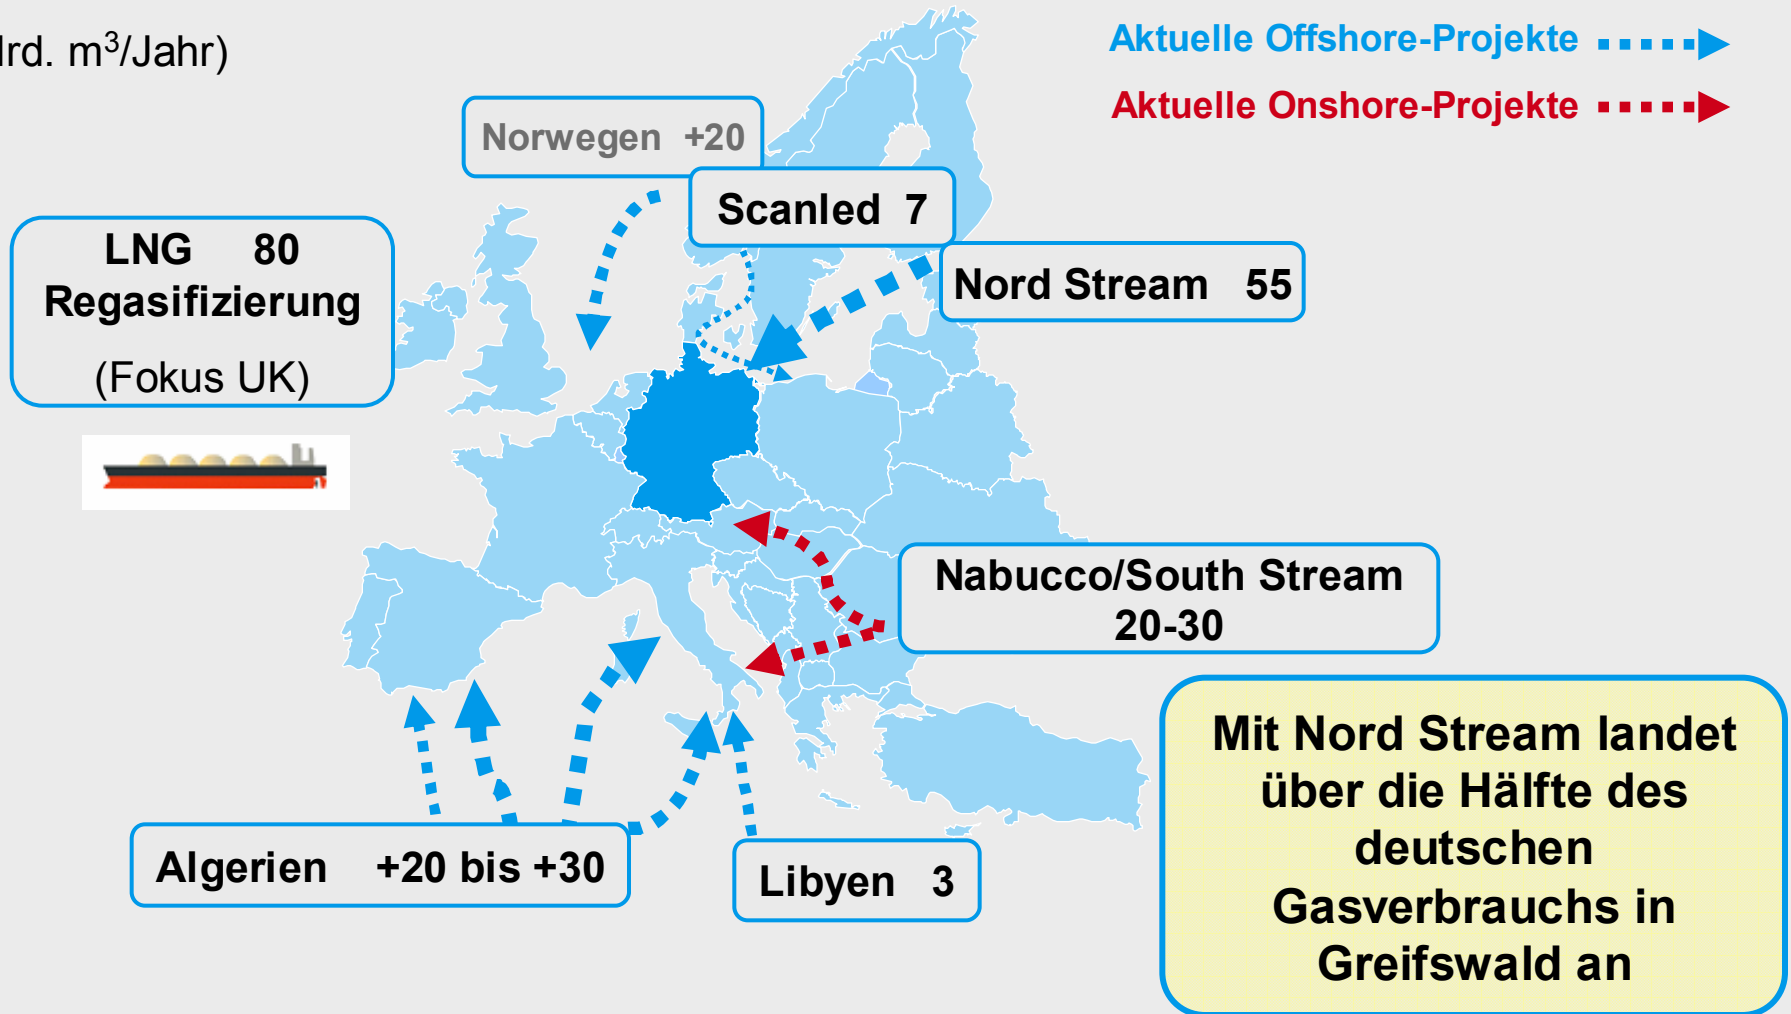 lrd. m³/Jahr)
Aktuelle Offshore-Projekte
Aktuelle Onshore-Projekte
Norwegen +20
Scanled 7
LNG 80
Regasifizierung
(Fokus UK)
Nord Stream 55
Nabucco/South Stream
20-30
Algerien +20 bis +30
Libyen 3
Mit Nord Stream landet
über die Hälfte des
deutschen
Gasverbrauchs in
Greifswald an